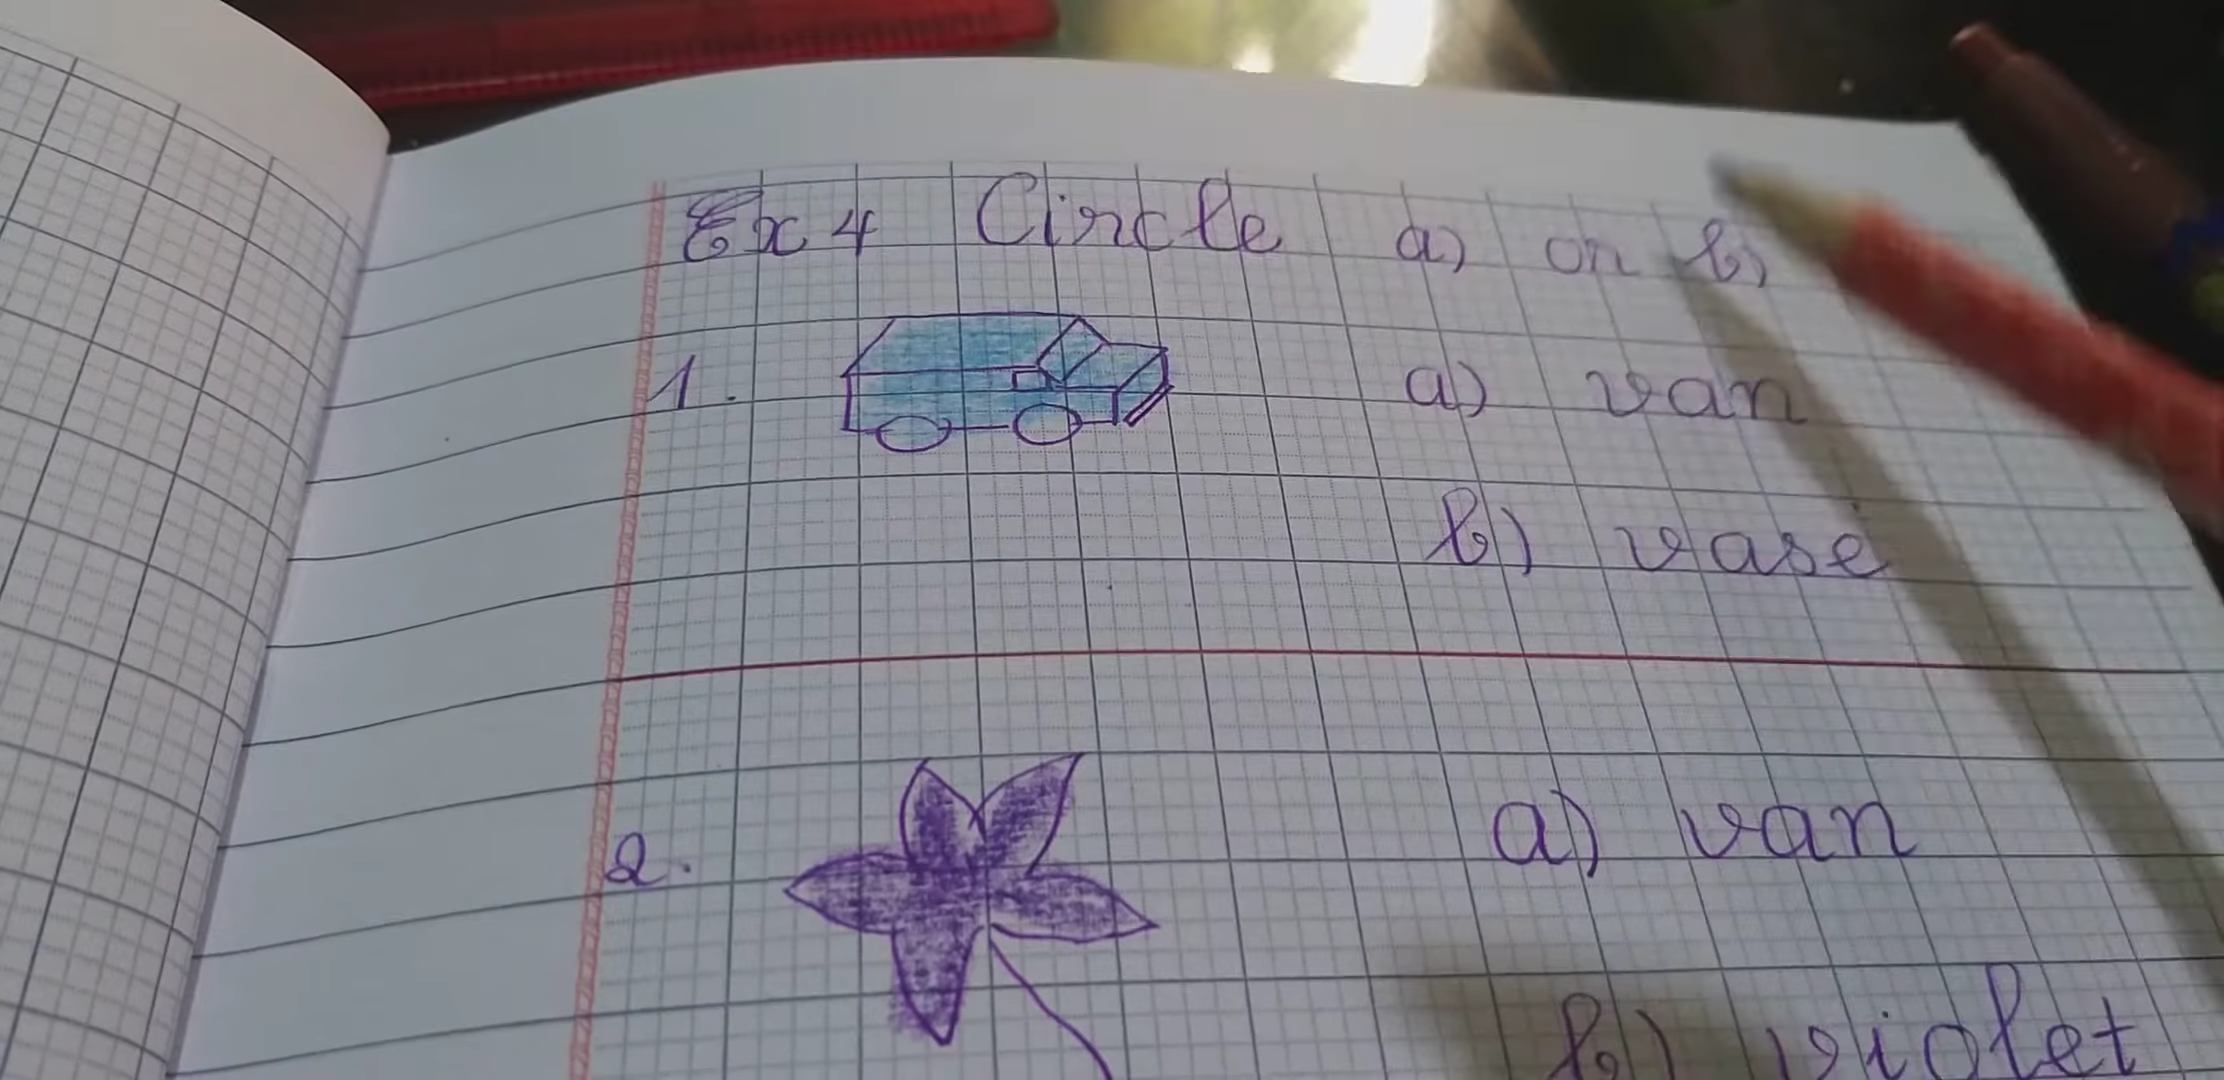 Ex 4 Circle a) or b)
1. a) van
b) vase
2. a) van
b) violet